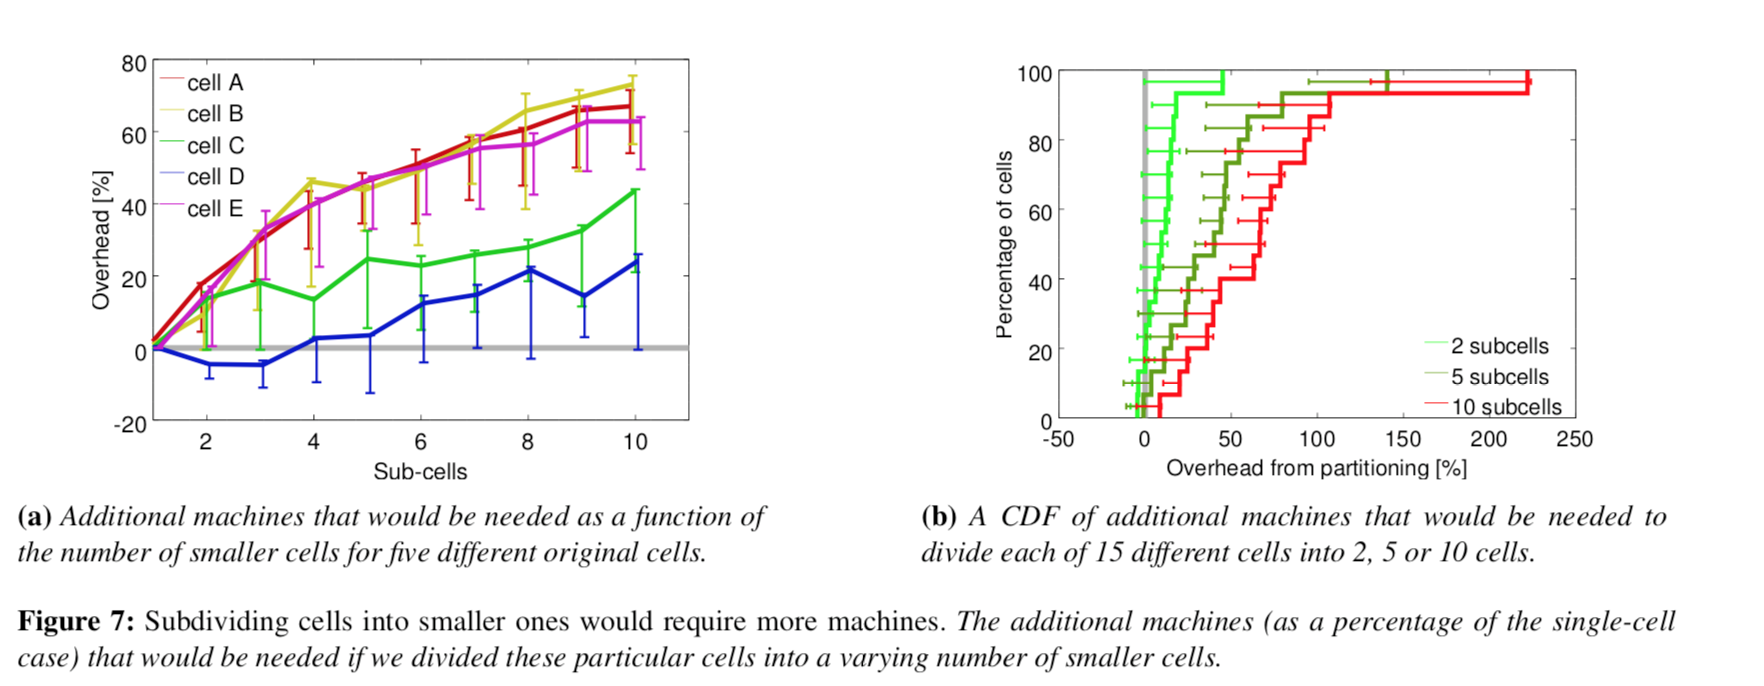 80
60
40
20
0
-20
Overhead [%]
cell A
cell B
cell C
cell D
cell E
2 4 6 8 10
Sub-cells
(a) Additional machines that would be needed as a function of
the number of smaller cells for five different original cells.
100
80
60
40
20
0
Percentage of cells
2 subcells
5 subcells
10 subcells
-50 0 50 100 150 200 250
Overhead from partitioning [%]
(b) A CDF of additional machines that would be needed to
divide each of 15 different cells into 2, 5 or 10 cells.
Figure 7: Subdividing cells into smaller ones would require more machines. The additional machines (as a percentage of the single-cell
case) that would be needed if we divided these particular cells into a varying number of smaller cells.